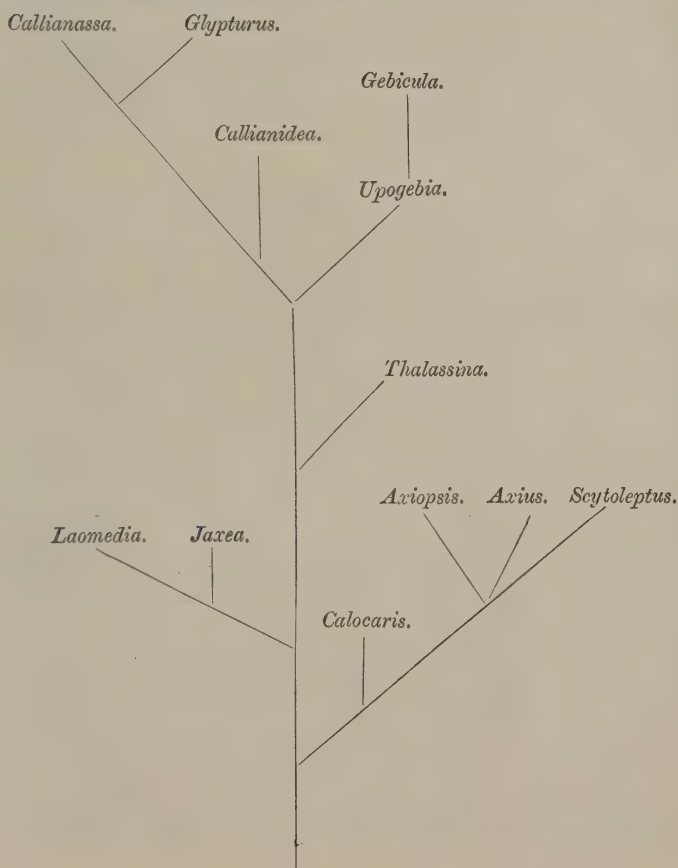 Callianassa. Glypturus.
Gebicula.
Callianidea.
Upogebia.
Thalassina.
Axiopsis. Axius. Scytoleptus.
Laomedia. Jaxea.
Calocaris.